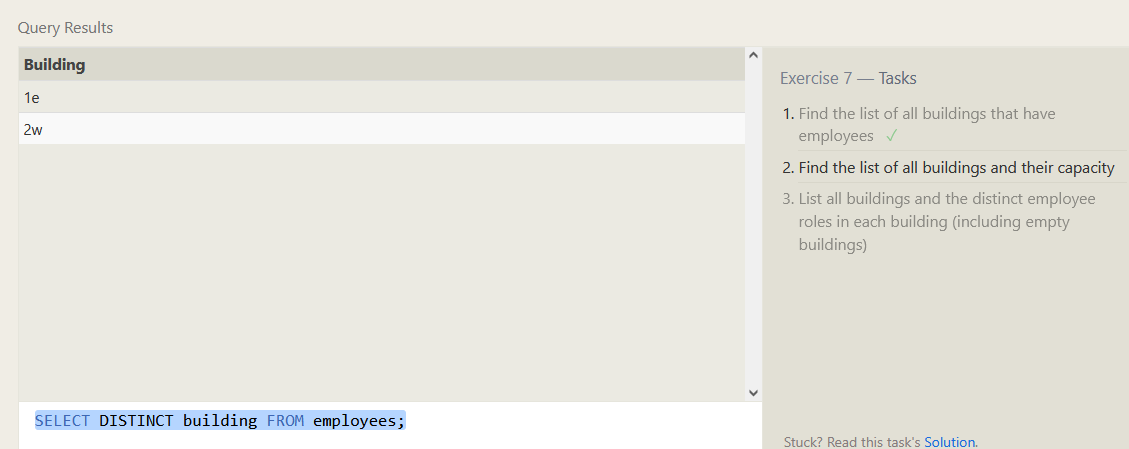 Query Results
Building
1e
2w
SELECT DISTINCT building FROM employees;
Exercise 7 — Tasks
1. Find the list of all buildings that have
employees ✓
2. Find the list of all buildings and their capacity
3. List all buildings and the distinct employee
roles in each building (including empty
buildings)
Stuck? Read this task's Solution.